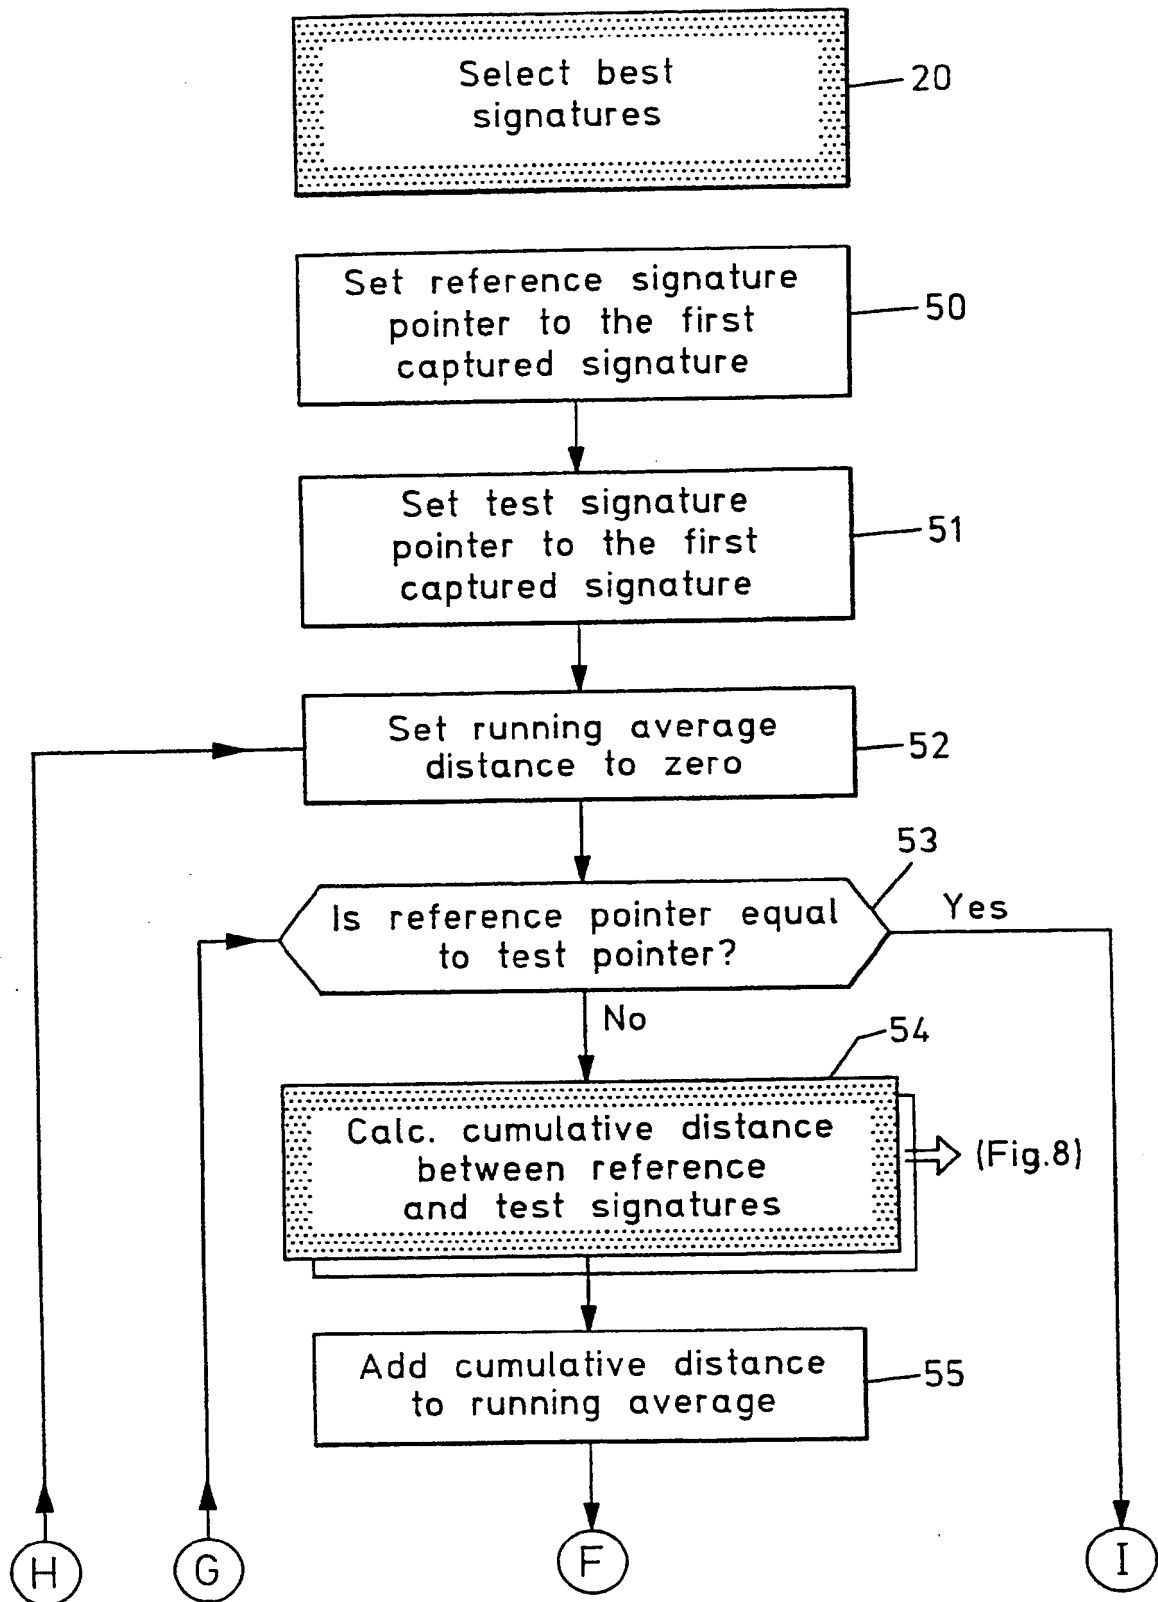 Select best
signatures
20
Set reference signature
pointer to the first
captured signature
50
Set test signature
pointer to the first
captured signature
51
Set running average
distance to zero
52
53
Is reference pointer equal
to test pointer?
Yes
No
54
Calc. cumulative distance
between reference
and test signatures
(Fig.8)
Add cumulative distance
to running average
55
H
G
F
I